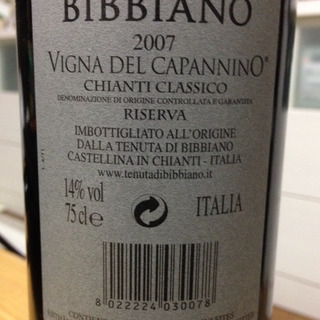 BIBBIANO
2007
VIGNA DEL CAPANNINO®
CHIANTI CLASSICO
DENOMINAZIONE DI ORIGINE CONTROLLATA E GARANTITA
RISERVA
IMBOTTIGLIATO ALL'ORIGINE
DALLA TENUTA DI BIBBIANO
CASTELLINA IN CHIANTI - ITALIA
www.tenutadibibbiano.it
14% vol
75 cl e
ITALIA
8 022224 030078